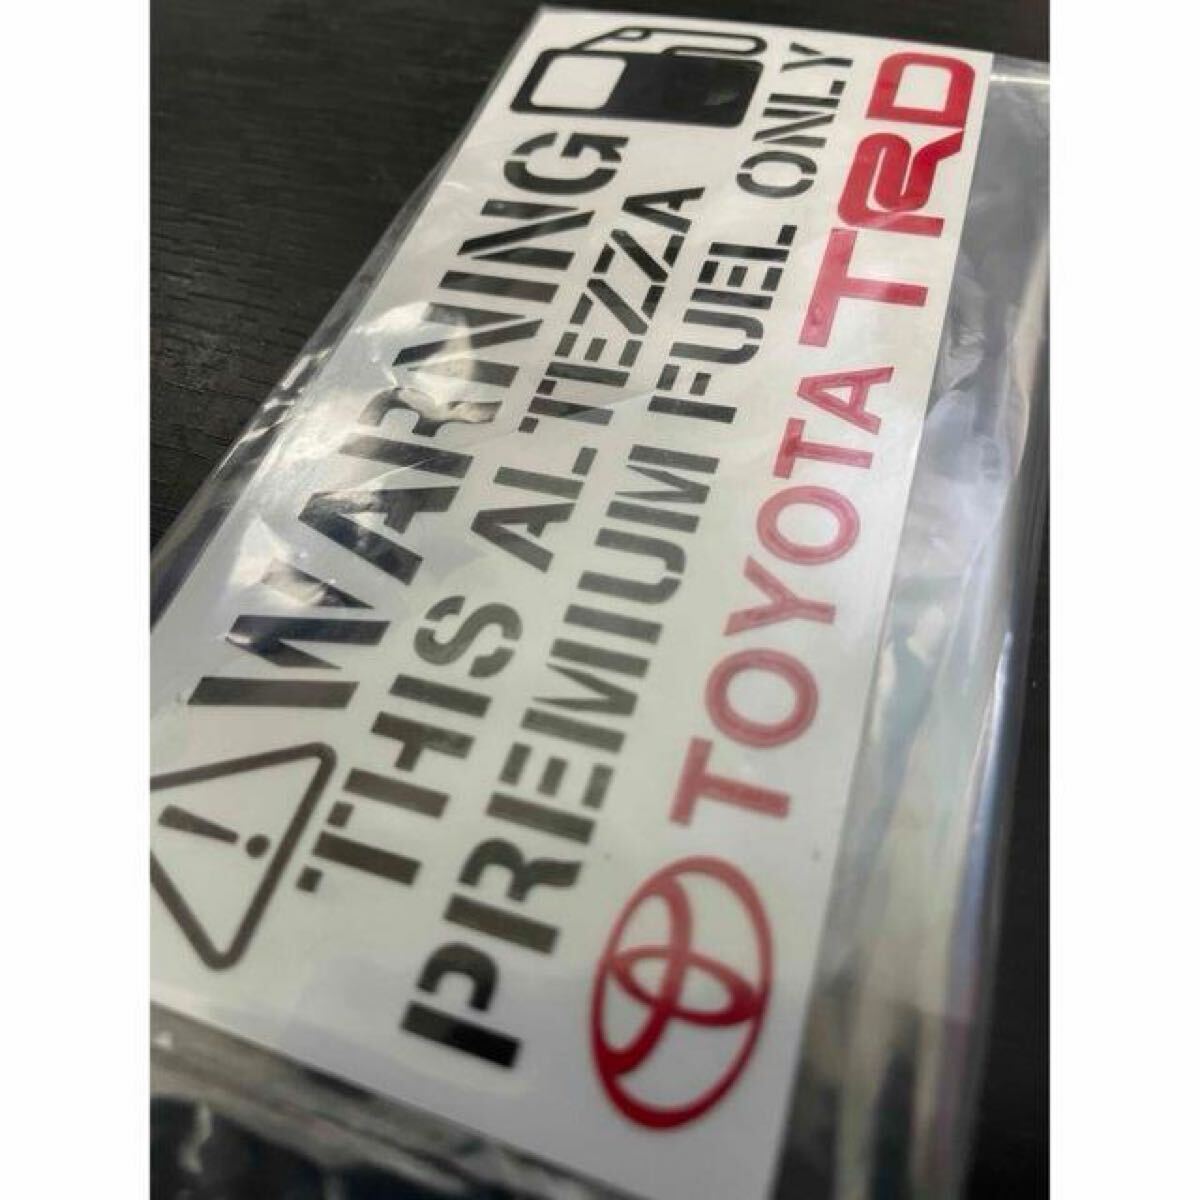 WARNING
THIS ALTEZZA
PREMIUM FUEL ONLY
TOYOTA TRD